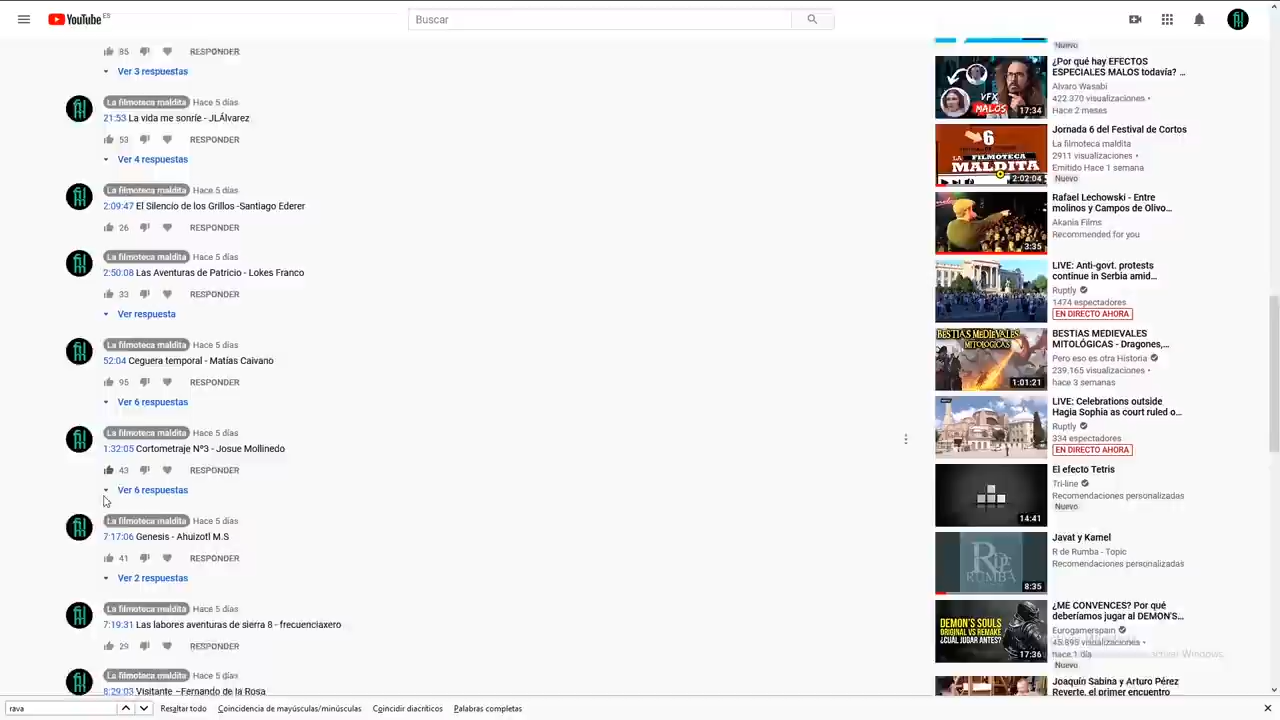 YouTube ES
Buscar
85 RESPONDER
Ver 3 respuestas
La filmoteca maldita Hace 5 días
21:53 La vida me sonríe - JLÁlvarez
53 RESPONDER
Ver 4 respuestas
La filmoteca maldita Hace 5 días
2:09:47 El Silencio de los Grillos -Santiago Ederer
26 RESPONDER
La filmoteca maldita Hace 5 días
2:50:08 Las Aventuras de Patricio - Lokes Franco
33 RESPONDER
Ver respuesta
La filmoteca maldita Hace 5 días
52:04 Ceguera temporal - Matías Caivano
95 RESPONDER
Ver 6 respuestas
La filmoteca maldita Hace 5 días
1:32:05 Cortometraje Nº3 - Josue Mollinedo
43 RESPONDER
Ver 6 respuestas
La filmoteca maldita Hace 5 días
7:17:06 Genesis - Ahuizotl M.S
41 RESPONDER
Ver 2 respuestas
La filmoteca maldita Hace 5 días
7:19:31 Las labores aventuras de sierra 8 - frecuenciaxero
29 RESPONDER
La filmoteca maldita Hace 5 días
8:29:03 Visitante –Fernando de la Rosa
Nuevo
VFX
MALOS
17:34
¿Por qué hay EFECTOS
ESPECIALES MALOS todavía? ...
Alvaro Wasabi
422.370 visualizaciones •
Hace 2 meses
6
LA FILMOTECA
MALDITA
2:02:04
Jornada 6 del Festival de Cortos
La filmoteca maldita
2911 visualizaciones •
Emitido Hace 1 semana
Nuevo
3:35
Rafael Lechowski - Entre
molinos y Campos de Olivo...
Akania Films
Recommended for you
LIVE: Anti-govt. protests
continue in Serbia amid...
Ruptly
1474 espectadores
EN DIRECTO AHORA
BESTIAS MEDIEVALES
MITOLÓGICAS
1:01:21
BESTIAS MEDIEVALES
MITOLÓGICAS - Dragones,...
Pero eso es otra Historia
239.165 visualizaciones •
hace 3 semanas
LIVE: Celebrations outside
Hagia Sophia as court ruled o...
Ruptly
334 espectadores
EN DIRECTO AHORA
14:41
El efecto Tetris
Tri-line
Recomendaciones personalizadas
Nuevo
R DE
RUMBA
8:35
Javat y Kamel
R de Rumba - Topic
Recomendaciones personalizadas
DEMON'S SOULS
ORIGINAL VS REMAKE
¿CUÁL JUGAR ANTES?
17:36
¿ME CONVENCES? Por qué
deberíamos jugar al DEMON'S...
Eurogamerspain
45.895 visualizaciones •
hace 1 día
Nuevo
activar Windows.
Joaquín Sabina y Arturo Pérez
Reverte, el primer encuentro
rava
Resaltar todo
Coincidencia de mayúsculas/minúsculas
Coincidir diacríticos
Palabras completas